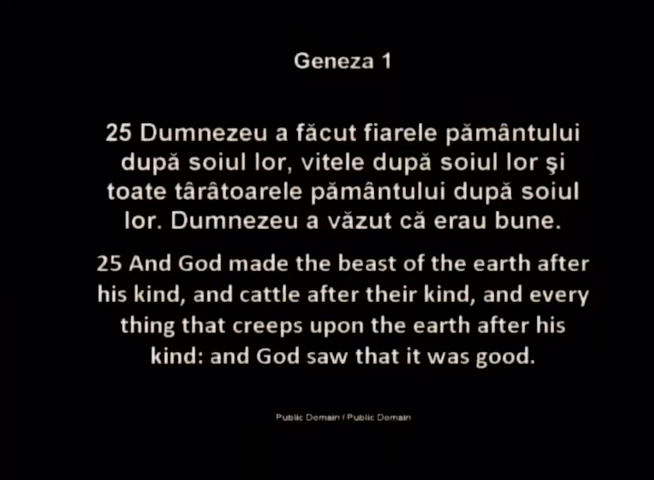 Geneza 1
25 Dumnezeu a făcut fiarele pământului
după soiul lor, vitele după soiul lor şi
toate târâtoarele pământului după soiul
lor. Dumnezeu a văzut că erau bune.
25 And God made the beast of the earth after
his kind, and cattle after their kind, and every
thing that creeps upon the earth after his
kind: and God saw that it was good.
Public Domain / Public Domain